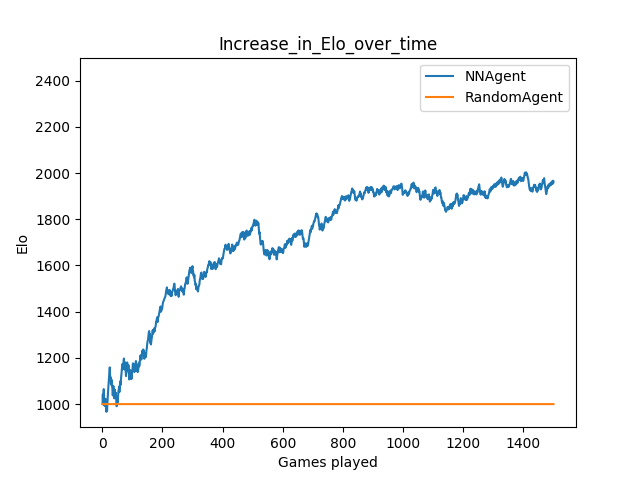 Increase_in_Elo_over_time
NNAgent
RandomAgent
2400
2200
2000
1800
1600
1400
1200
1000
Elo
0 200 400 600 800 1000 1200 1400
Games played